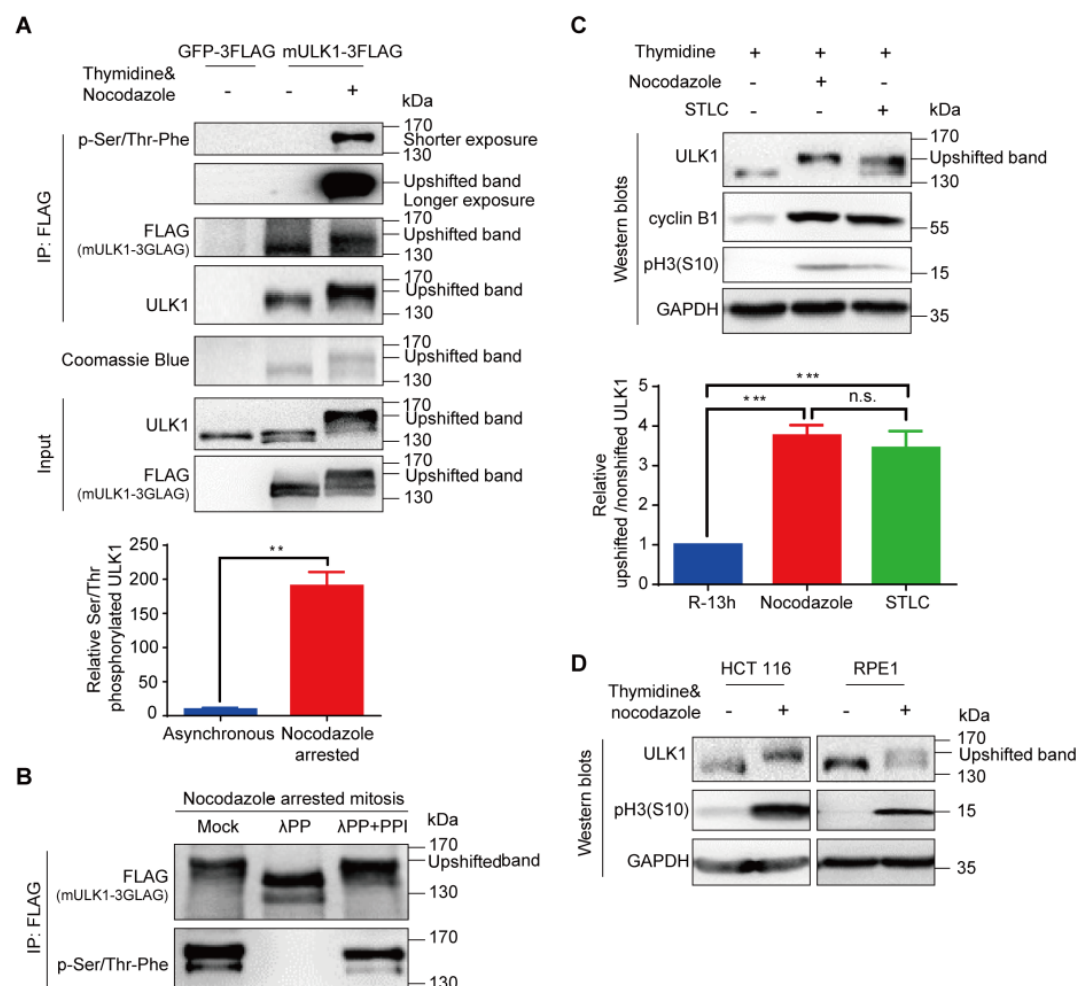 A
GFP-3FLAG mULK1-3FLAG
Thymidine&
Nocodazole - - +
kDa
IP: FLAG
p-Ser/Thr-Phe
170
Shorter exposure
130
Upshifted band
Longer exposure
FLAG
(mULK1-3GLAG)
170
Upshifted band
130
ULK1
170
Upshifted band
130
Coomassie Blue
170
Upshifted band
130
Input
ULK1
170
Upshifted band
130
FLAG
(mULK1-3GLAG)
170
Upshifted band
130
Relative Ser/Thr
phosphorylated ULK1
250
200
150
100
50
0
**
Asynchronous
Nocodazole
arrested
B
Nocodazole - arrested mitosis
Mock λPP λPP+PPI
kDa
IP: FLAG
FLAG
(mULK1-3GLAG)
170
Upshiftedband
130
p-Ser/Thr-Phe
170
130
C
Thymidine + + +
Nocodazole - + -
STLC - - +
kDa
Western blots
ULK1
170
Upshifted band
130
cyclin B1
55
pH3(S10)
15
GAPDH
35
Relative
upshifted /nonshifted ULK1
5
4
3
2
1
0
***
***
n.s.
R-13h Nocodazole STLC
D
HCT 116 RPE1
Thymidine&
nocodazole - + - +
kDa
Western blots
ULK1
170
Upshifted band
130
pH3(S10)
15
GAPDH
35